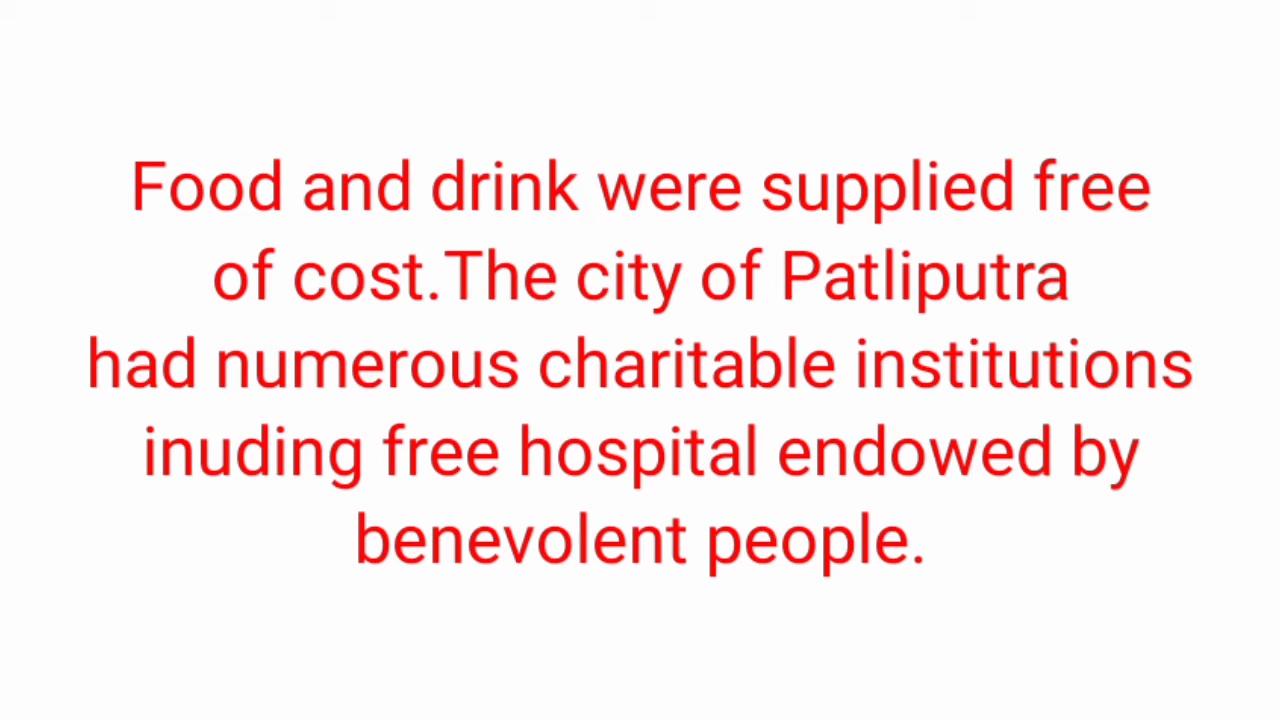 Food and drink were supplied free
of cost.The city of Patliputra
had numerous charitable institutions
inuding free hospital endowed by
benevolent people.